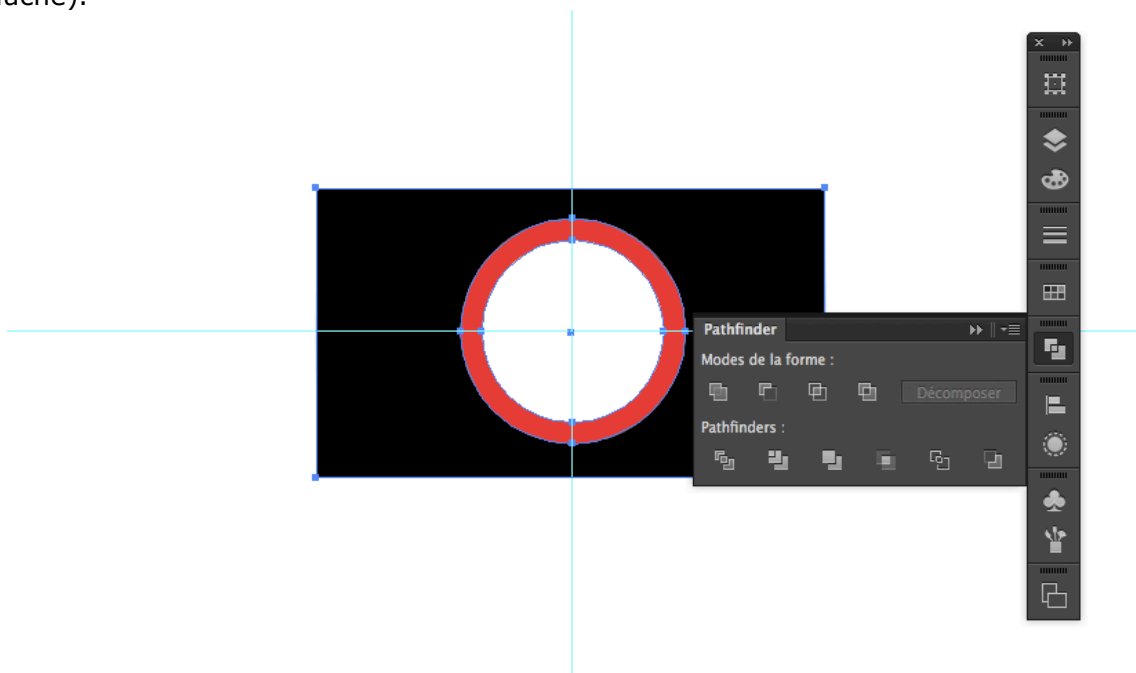 Pathfinder
Modes de la forme :
Décomposer
Pathfinders :